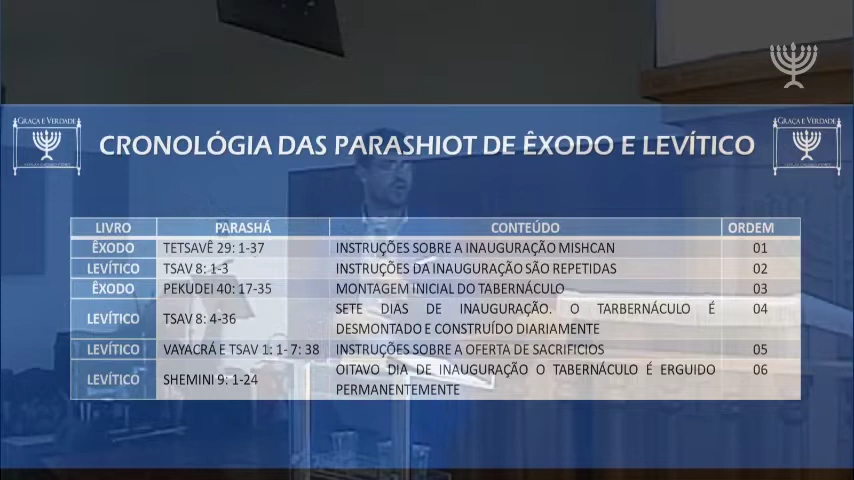 GRAÇA E VERDADE
GRAÇA E VERDADE
CRONOLÓGIA DAS PARASHIOT DE ÊXODO E LEVÍTICO
LIVRO PARASHÁ CONTEÚDO ORDEM
ÊXODO TETSAVÊ 29: 1-37 INSTRUÇÕES SOBRE A INAUGURAÇÃO MISHCAN 01
LEVÍTICO TSAV 8: 1-3 INSTRUÇÕES DA INAUGURAÇÃO SÃO REPETIDAS 02
ÊXODO PEKUDEI 40: 17-35 MONTAGEM INICIAL DO TABERNÁCULO 03
LEVÍTICO TSAV 8: 4-36 SETE DIAS DE INAUGURAÇÃO. O TARBERNÁCULO É 04
DESMONTADO E CONSTRUÍDO DIARIAMENTE
LEVÍTICO VAYACRÁ E TSAV 1: 1- 7: 38 INSTRUÇÕES SOBRE A OFERTA DE SACRIFICIOS 05
LEVÍTICO SHEMINI 9: 1-24 OITAVO DIA DE INAUGURAÇÃO O TABERNÁCULO É ERGUIDO 06
PERMANENTEMENTE